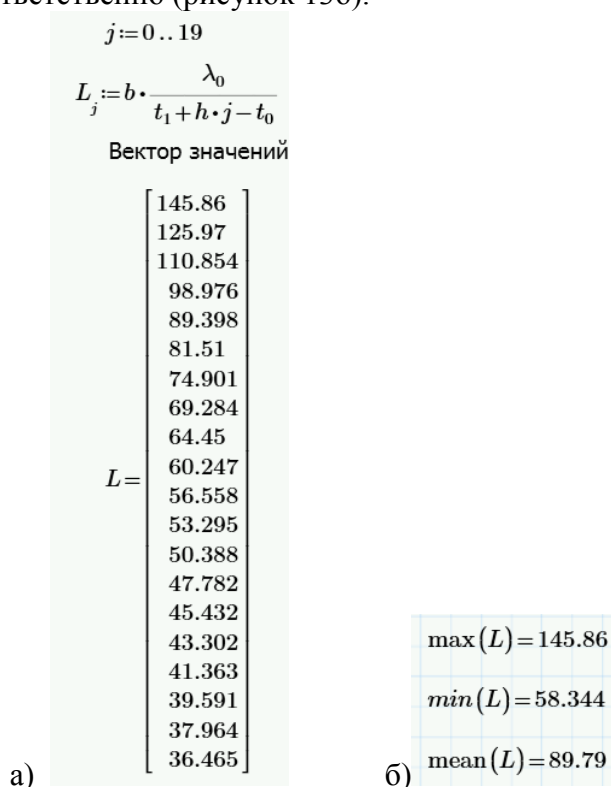 тветственно (рисунок 156).
j:=0..19
L_j:=b·λ_0/(t_1+h·j−t_0)
Вектор значений
L=
145.86
125.97
110.854
98.976
89.398
81.51
74.901
69.284
64.45
60.247
56.558
53.295
50.388
47.782
45.432
43.302
41.363
39.591
37.964
36.465
а)
max(L)=145.86
min(L)=58.344
mean(L)=89.79
б)